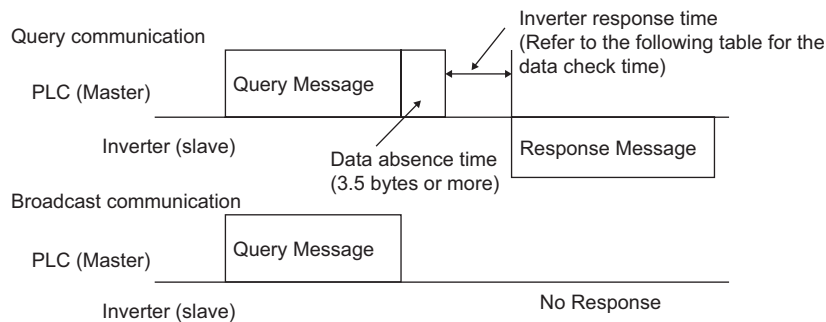 Query communication
Inverter response time
(Refer to the following table for the
data check time)
PLC (Master)
Query Message
Inverter (slave)
Data absence time
(3.5 bytes or more)
Response Message
Broadcast communication
PLC (Master)
Query Message
Inverter (slave)
No Response